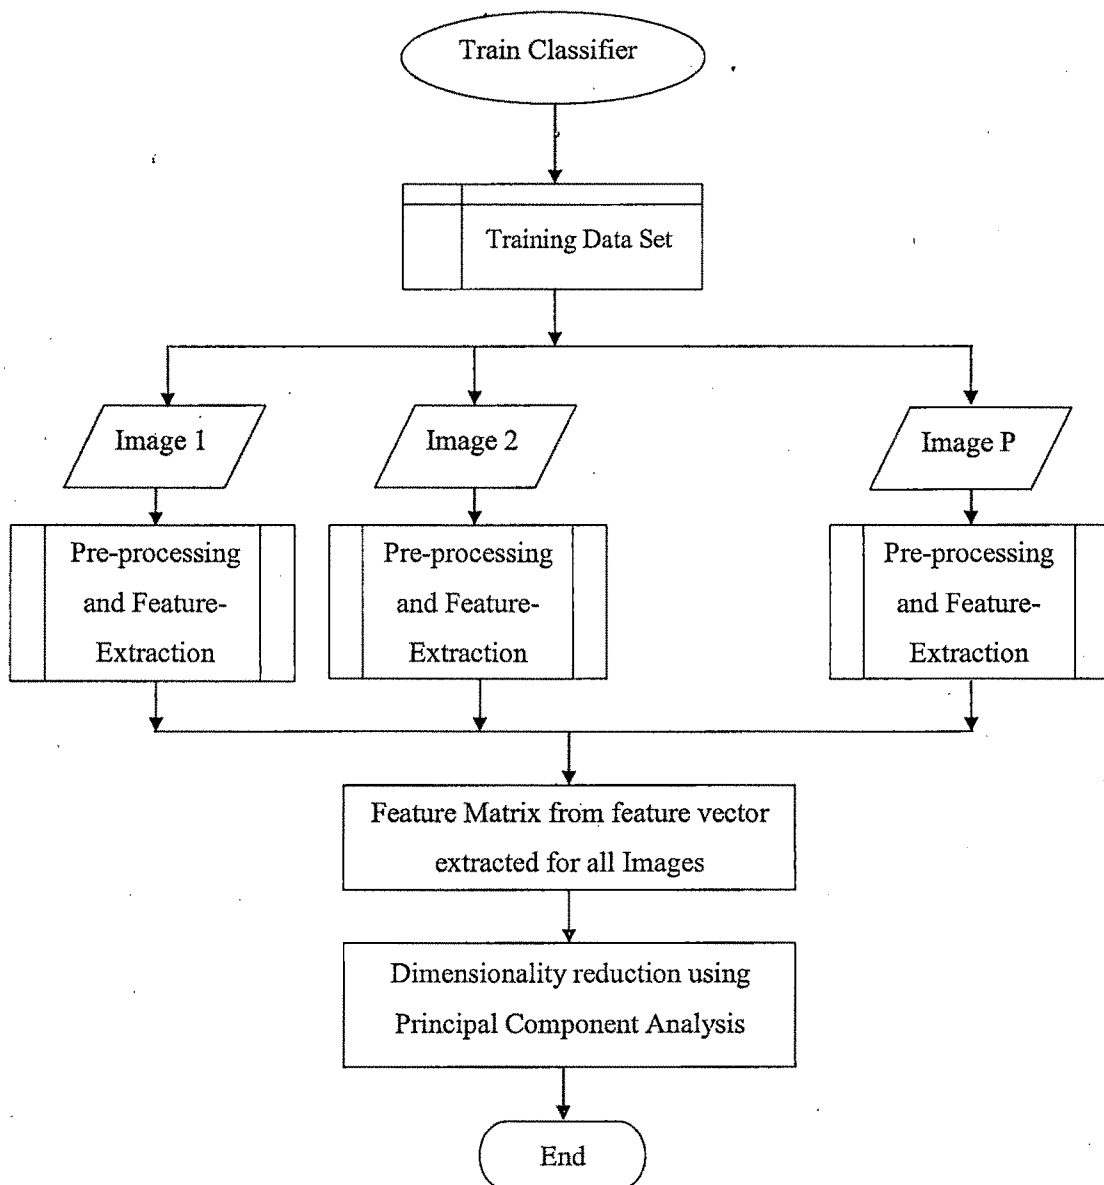 Train Classifier
Training Data Set
Image 1
Image 2
Image P
Pre-processing
and Feature-
Extraction
Pre-processing
and Feature-
Extraction
Pre-processing
and Feature-
Extraction
Feature Matrix from feature vector
extracted for all Images
Dimensionality reduction using
Principal Component Analysis
End